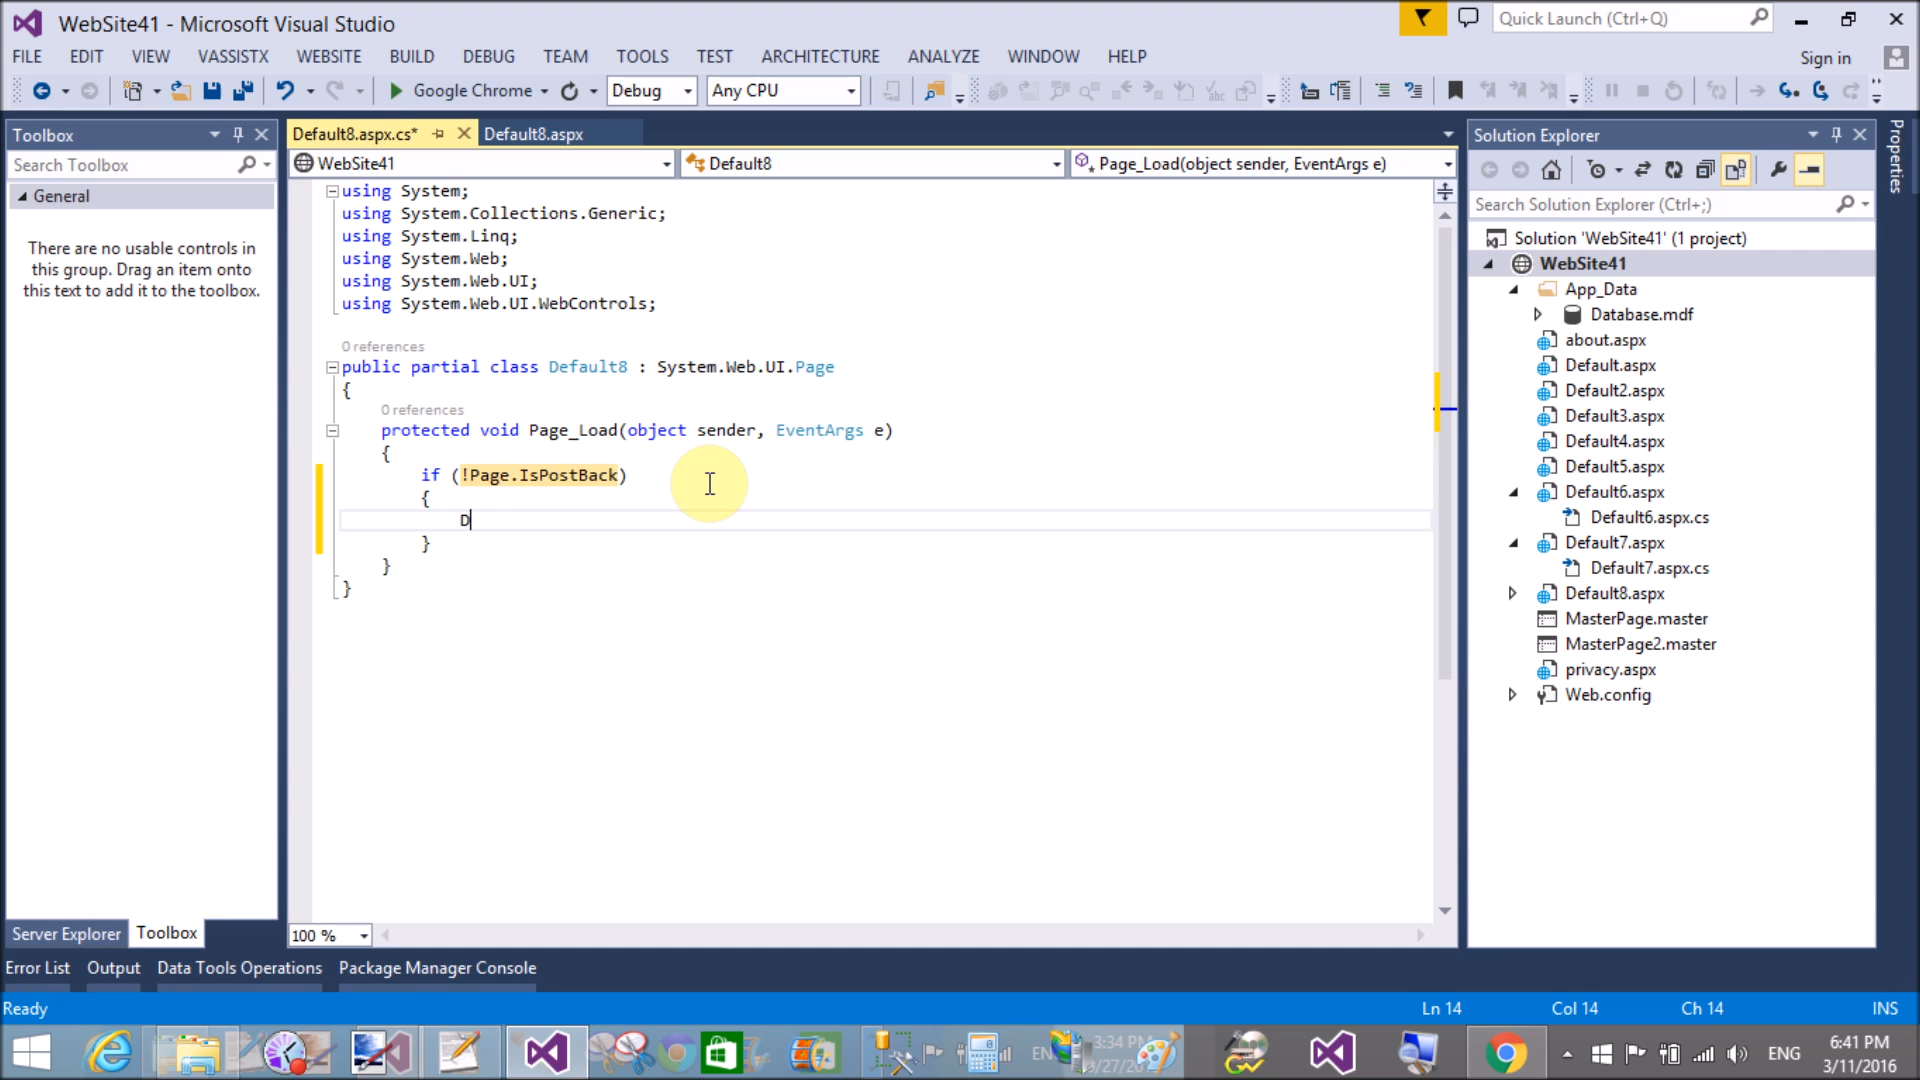 WebSite41 - Microsoft Visual Studio
Quick Launch (Ctrl+Q)
FILE EDIT VIEW VASSISTX WEBSITE BUILD DEBUG TEAM TOOLS TEST ARCHITECTURE ANALYZE WINDOW HELP
Sign in
Google Chrome Debug Any CPU
Toolbox
Search Toolbox
General
There are no usable controls in
this group. Drag an item onto
this text to add it to the toolbox.
Default8.aspx.cs* Default8.aspx
WebSite41 Default8 Page_Load(object sender, EventArgs e)
using System;
using System.Collections.Generic;
using System.Linq;
using System.Web;
using System.Web.UI;
using System.Web.UI.WebControls;
0 references
public partial class Default8 : System.Web.UI.Page
{
0 references
protected void Page_Load(object sender, EventArgs e)
{
if (!Page.IsPostBack)
{
D
}
}
}
100 %
Solution Explorer
Search Solution Explorer (Ctrl+;)
Solution 'WebSite41' (1 project)
WebSite41
App_Data
Database.mdf
about.aspx
Default.aspx
Default2.aspx
Default3.aspx
Default4.aspx
Default5.aspx
Default6.aspx
Default6.aspx.cs
Default7.aspx
Default7.aspx.cs
Default8.aspx
MasterPage.master
MasterPage2.master
privacy.aspx
Web.config
Properties
Server Explorer Toolbox
Error List Output Data Tools Operations Package Manager Console
Ready Ln 14 Col 14 Ch 14 INS
3:34 PM
ENG
6:41 PM
3/11/2016